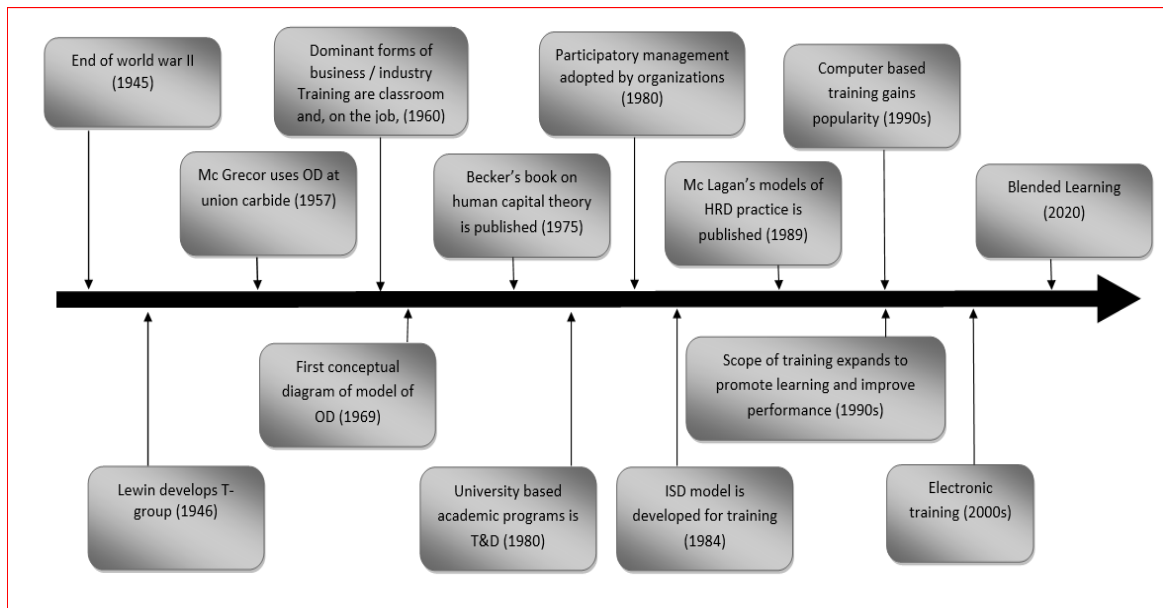 End of world war II
(1945)
Dominant forms of
business / industry
Training are classroom
and, on the job, (1960)
Participatory management
adopted by organizations
(1980)
Computer based
training gains
popularity (1990s)
Mc Grecor uses OD at
union carbide (1957)
Becker's book on
human capital theory
is published (1975)
Mc Lagan's models of
HRD practice is
published (1989)
Blended Learning
(2020)
First conceptual
diagram of model of
OD (1969)
Scope of training expands to
promote learning and improve
performance (1990s)
Lewin develops T-
group (1946)
University based
academic programs is
T&D (1980)
ISD model is
developed for training
(1984)
Electronic
training (2000s)